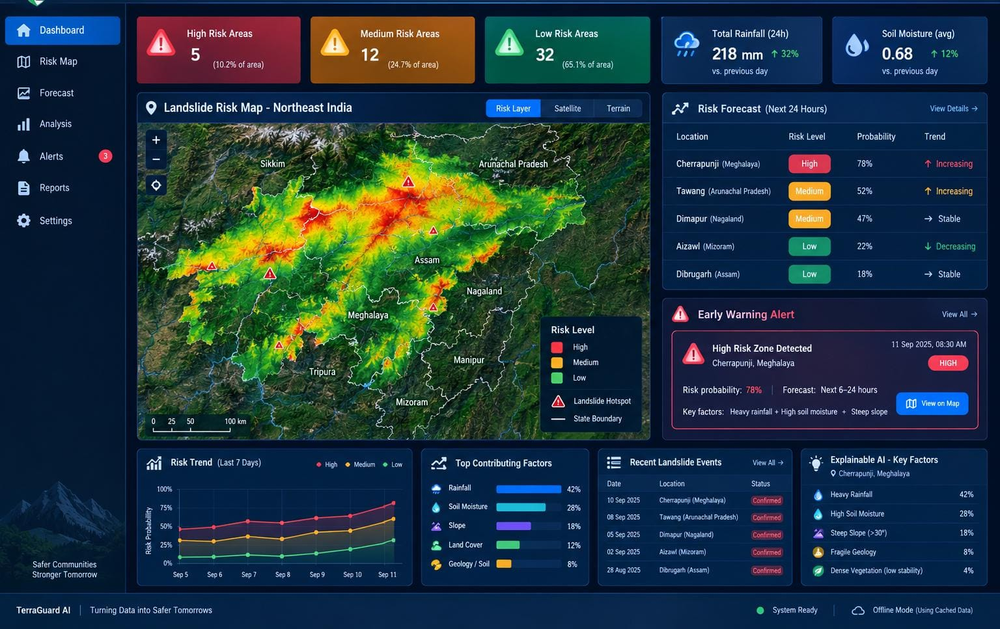 Dashboard
Risk Map
Forecast
Analysis
Alerts 3
Reports
Settings
Safer Communities
Stronger Tomorrow
High Risk Areas
5 (10.2% of area)
Medium Risk Areas
12 (24.7% of area)
Low Risk Areas
32 (65.1% of area)
Total Rainfall (24h)
218 mm ↑ 32%
vs. previous day
Soil Moisture (avg)
0.68 ↑ 12%
vs. previous day
Landslide Risk Map - Northeast India
Risk Layer Satellite Terrain
+
−
Sikkim
Arunachal Pradesh
Assam
Nagaland
Meghalaya
Manipur
Tripura
Mizoram
0 25 50 100 km
Risk Level
High
Medium
Low
Landslide Hotspot
State Boundary
Risk Forecast (Next 24 Hours) View Details →
Location Risk Level Probability Trend
Cherrapunji (Meghalaya) High 78% ↑ Increasing
Tawang (Arunachal Pradesh) Medium 52% ↑ Increasing
Dimapur (Nagaland) Medium 47% → Stable
Aizawl (Mizoram) Low 22% ↓ Decreasing
Dibrugarh (Assam) Low 18% → Stable
Early Warning Alert View All →
High Risk Zone Detected 11 Sep 2025, 08:30 AM
Cherrapunji, Meghalaya HIGH
Risk probability: 78% | Forecast: Next 6–24 hours
Key factors: Heavy rainfall + High soil moisture + Steep slope
View on Map
Risk Trend (Last 7 Days)
High Medium Low
Risk Probability
100%
75%
50%
25%
0%
Sep 5 Sep 6 Sep 7 Sep 8 Sep 9 Sep 10 Sep 11
Top Contributing Factors
Rainfall 42%
Soil Moisture 28%
Slope 18%
Land Cover 12%
Geology / Soil 8%
Recent Landslide Events View All →
Date Location Status
10 Sep 2025 Cherrapunji (Meghalaya) Confirmed
08 Sep 2025 Tawang (Arunachal Pradesh) Confirmed
05 Sep 2025 Dimapur (Nagaland) Confirmed
02 Sep 2025 Aizawl (Mizoram) Confirmed
28 Aug 2025 Dibrugarh (Assam) Confirmed
Explainable AI - Key Factors
Cherrapunji, Meghalaya
Heavy Rainfall 42%
High Soil Moisture 28%
Steep Slope (>30°) 18%
Fragile Geology 8%
Dense Vegetation (low stability) 4%
TerraGuard AI | Turning Data into Safer Tomorrows
System Ready | Offline Mode (Using Cached Data)